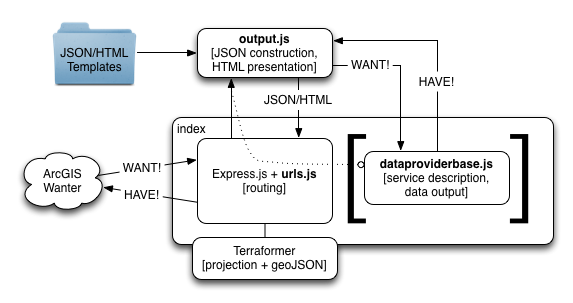 output.js
[JSON construction,
HTML presentation]
JSON/HTML
Templates
WANT!
HAVE!
JSON/HTML
index
ArcGIS
Wanter
WANT!
HAVE!
Express.js + urls.js
[routing]
dataproviderbase.js
[service description,
data output]
Terraformer
[projection + geoJSON]